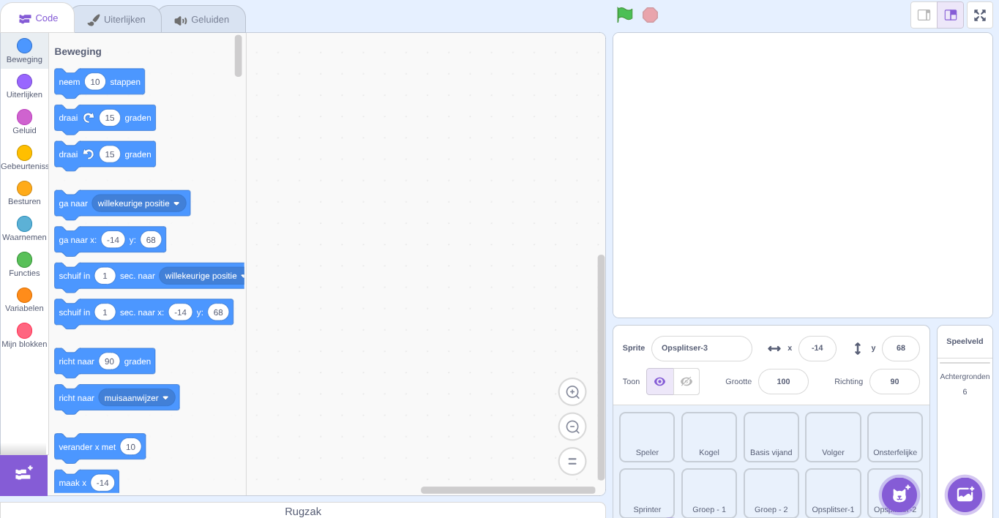 Code
Uiterlijken
Geluiden
Beweging
Uiterlijken
Geluid
Gebeurteniss
Besturen
Waarnemen
Functies
Variabelen
Mijn blokken
Beweging
neem 10 stappen
draai 15 graden
draai 15 graden
ga naar willekeurige positie
ga naar x: -14 y: 68
schuif in 1 sec. naar willekeurige positie
schuif in 1 sec. naar x: -14 y: 68
richt naar 90 graden
richt naar muisaanwijzer
verander x met 10
maak x -14
Rugzak
Sprite Opsplitser-3 x -14 y 68
Toon Grootte 100 Richting 90
Speler Kogel Basis vijand Volger Onsterfelijke
Sprinter Groep - 1 Groep - 2 Opsplitser-1
Speelveld
Achtergronden
6